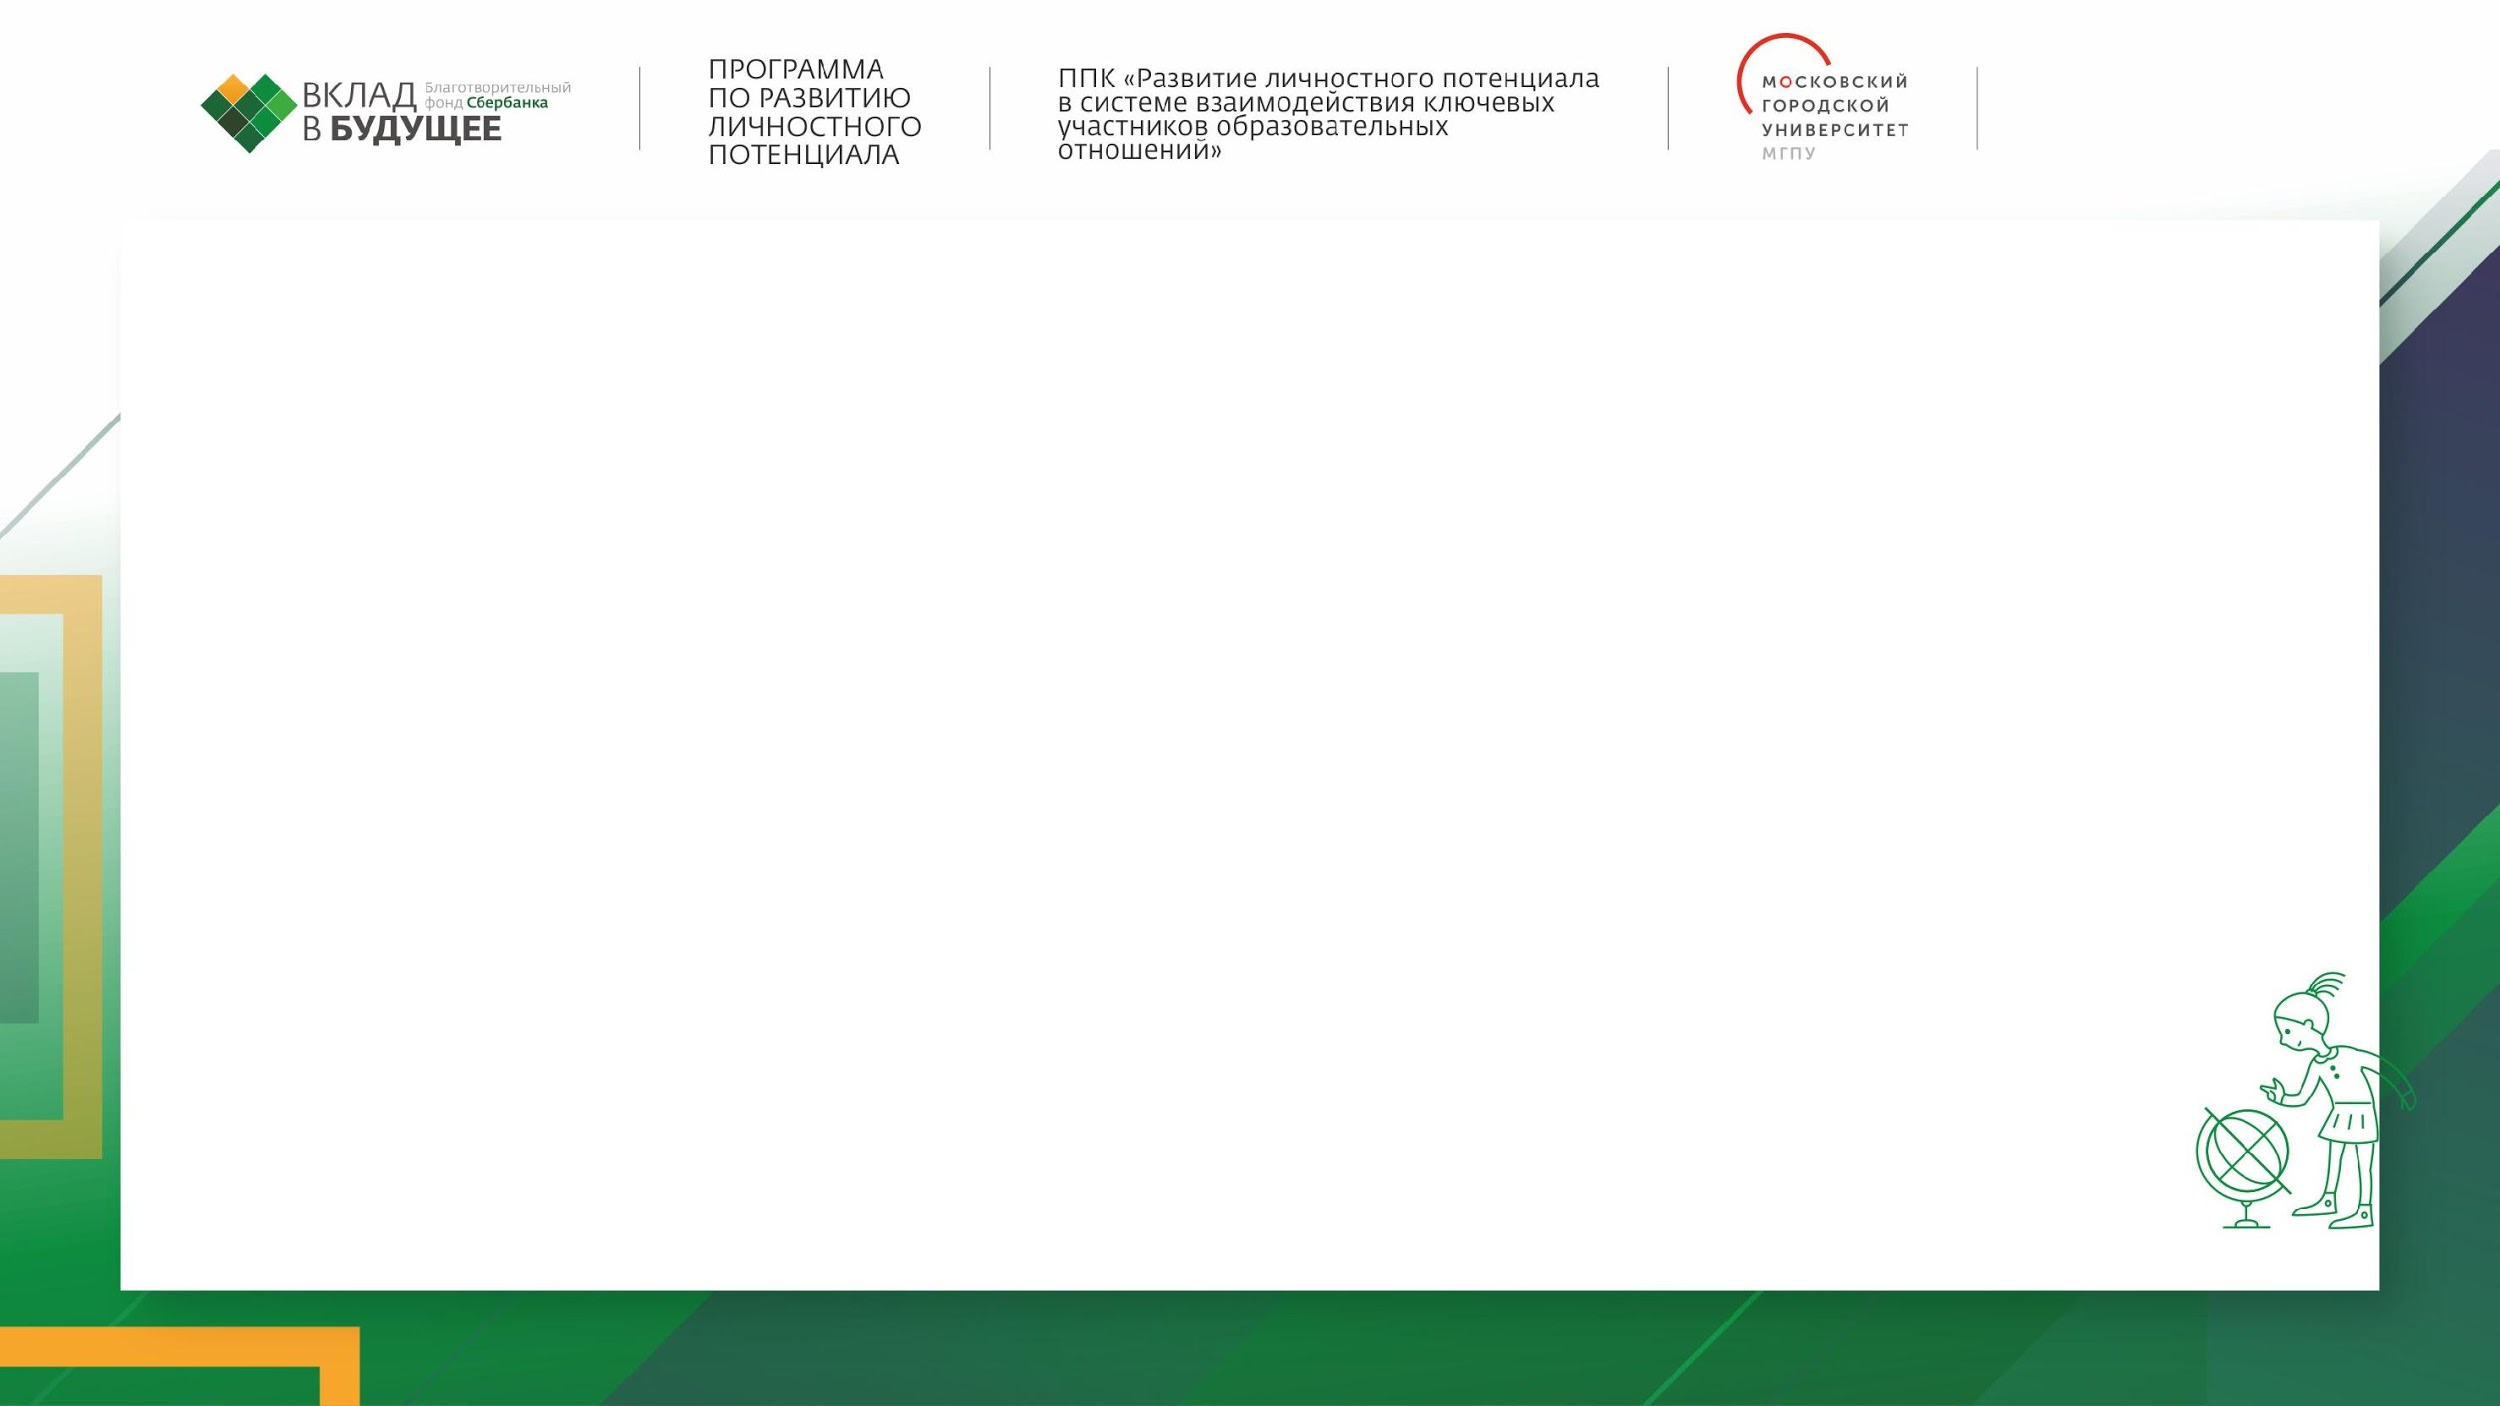 ВКЛАД
В БУДУЩЕЕ
Благотворительный
фонд Сбербанка
ПРОГРАММА
ПО РАЗВИТИЮ
ЛИЧНОСТНОГО
ПОТЕНЦИАЛА
ППК «Развитие личностного потенциала
в системе взаимодействия ключевых
участников образовательных
отношений»
МОСКОВСКИЙ
ГОРОДСКОЙ
УНИВЕРСИТЕТ
МГПУ